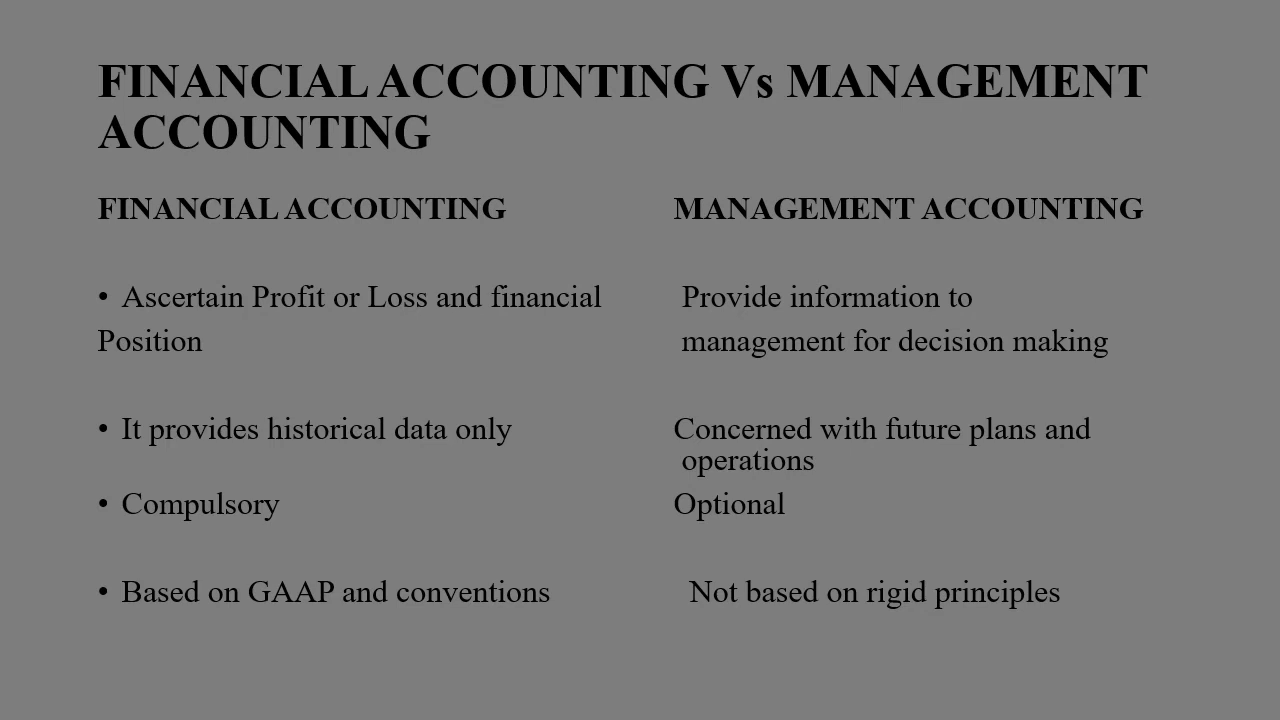 FINANCIAL ACCOUNTING Vs MANAGEMENT
ACCOUNTING
FINANCIAL ACCOUNTING
• Ascertain Profit or Loss and financial
Position
• It provides historical data only
• Compulsory
• Based on GAAP and conventions
MANAGEMENT ACCOUNTING
Provide information to
management for decision making
Concerned with future plans and
operations
Optional
Not based on rigid principles